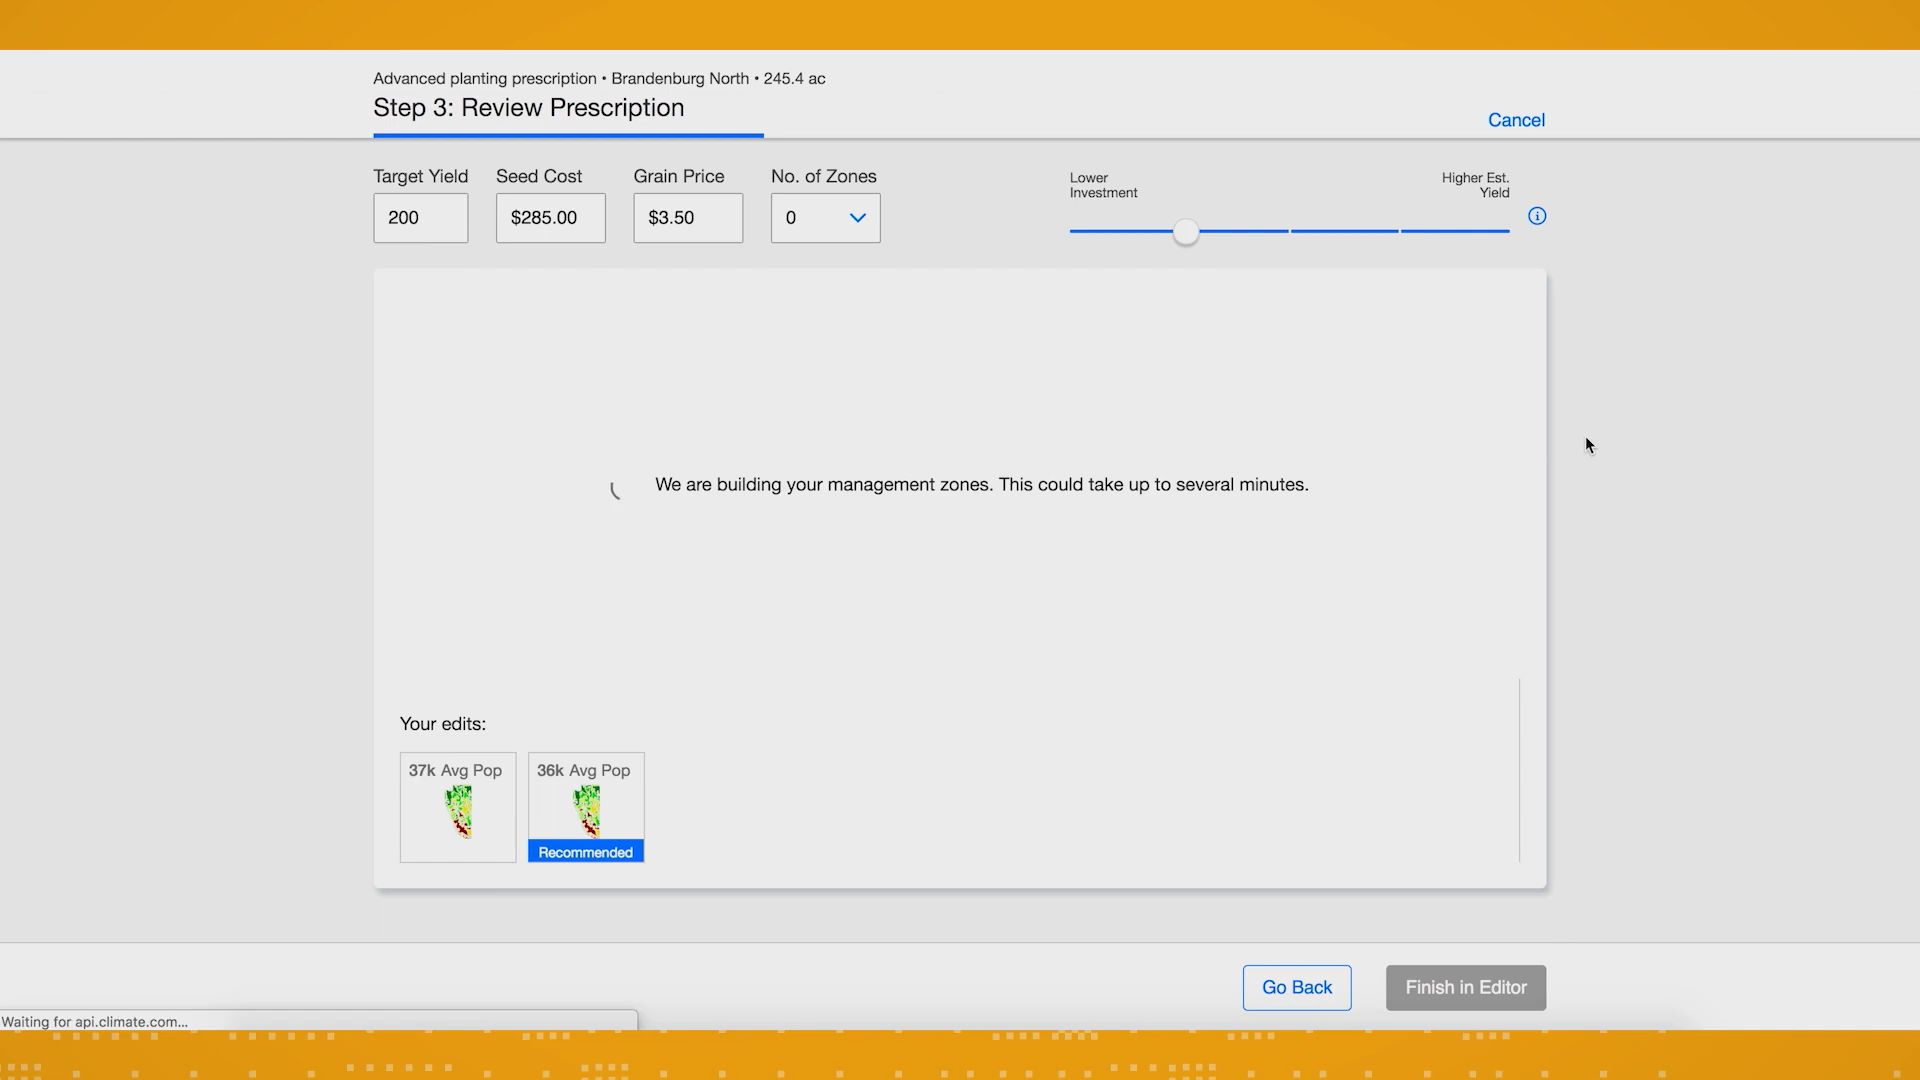 Advanced planting prescription • Brandenburg North • 245.4 ac
Step 3: Review Prescription
Cancel
Target Yield
Seed Cost
Grain Price
No. of Zones
200
$285.00
$3.50
0
Lower
Investment
Higher Est.
Yield
We are building your management zones. This could take up to several minutes.
Your edits:
37k Avg Pop
36k Avg Pop
Recommended
Go Back
Finish in Editor
Waiting for api.climate.com...